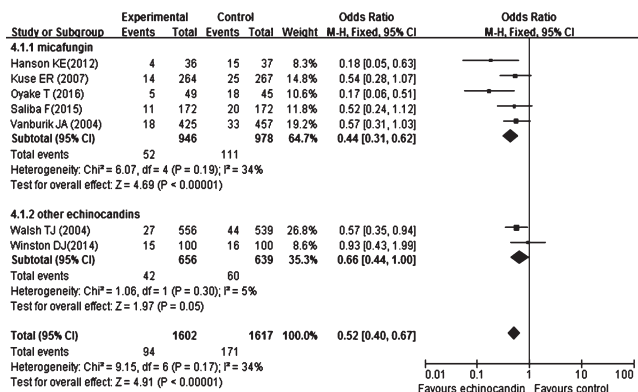 Experimental Control Odds Ratio Odds Ratio
Study or Subgroup Events Total Events Total Weight M-H, Fixed, 95% CI M-H, Fixed, 95% CI
4.1.1 micafungin
Hanson KE(2012) 4 36 15 37 8.3% 0.18 [0.05, 0.63]
Kuse ER (2007) 14 264 25 267 14.8% 0.54 [0.28, 1.07]
Oyake T (2016) 5 49 18 45 10.5% 0.17 [0.06, 0.51]
Saliba F(2015) 11 172 20 172 11.8% 0.52 [0.24, 1.12]
Vanburik JA (2004) 18 425 33 457 19.2% 0.57 [0.31, 1.03]
Subtotal (95% CI) 946 978 64.7% 0.44 [0.31, 0.62]
Total events 52 111
Heterogeneity: Chi² = 6.07, df = 4 (P = 0.19); I² = 34%
Test for overall effect: Z = 4.69 (P < 0.00001)
4.1.2 other echinocandins
Walsh TJ (2004) 27 556 44 539 26.8% 0.57 [0.35, 0.94]
Winston DJ(2014) 15 100 16 100 8.6% 0.93 [0.43, 1.99]
Subtotal (95% CI) 656 639 35.3% 0.66 [0.44, 1.00]
Total events 42 60
Heterogeneity: Chi² = 1.06, df = 1 (P = 0.30); I² = 5%
Test for overall effect: Z = 1.97 (P = 0.05)
Total (95% CI) 1602 1617 100.0% 0.52 [0.40, 0.67]
Total events 94 171
Heterogeneity: Chi² = 9.15, df = 6 (P = 0.17); I² = 34%
Test for overall effect: Z = 4.91 (P < 0.00001)
0.01 0.1 1 10 100
Favours echinocandin Favours control